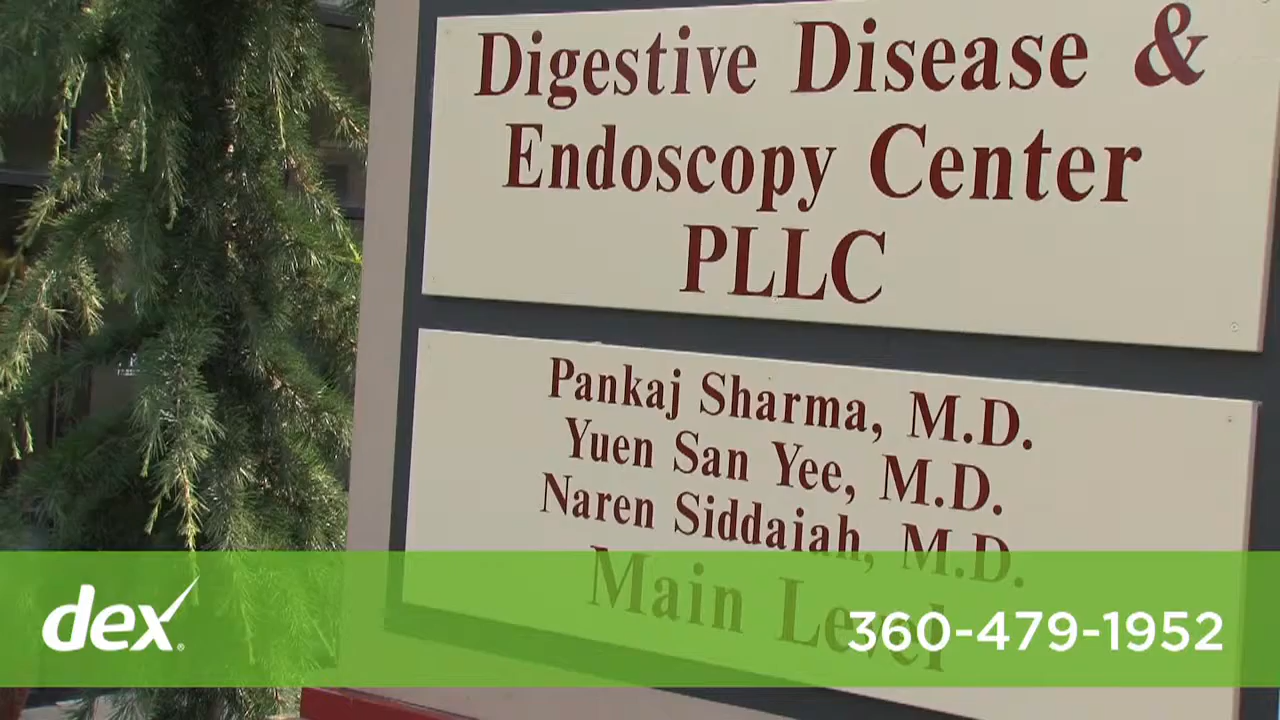 Digestive Disease &
Endoscopy Center
PLLC
Pankaj Sharma, M.D.
Yuen San Yee, M.D.
Naren Siddaiah, M.D.
Main Level
dex®
360-479-1952